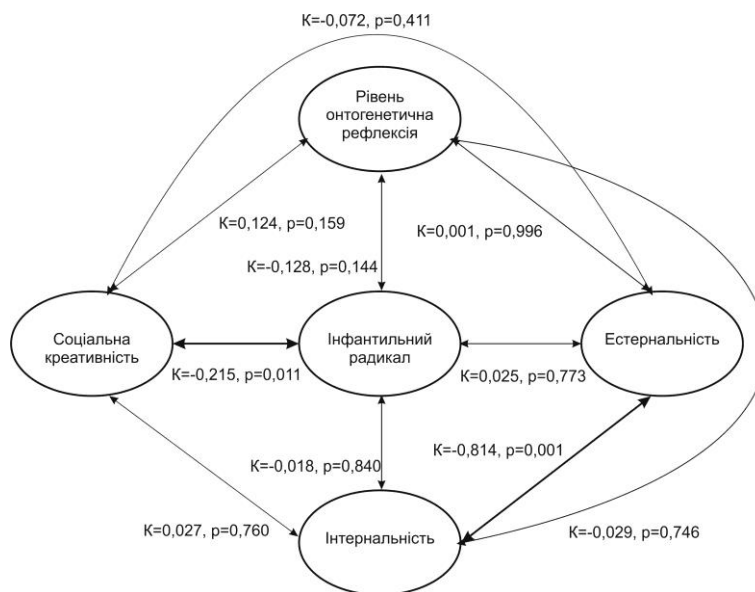 К=-0,072, р=0,411
Рівень
онтогенетична
рефлексія
К=0,124, р=0,159
К=0,001, р=0,996
К=-0,128, р=0,144
Соціальна
креативність
Інфантильний
радикал
Естернальність
К=-0,215, р=0,011
К=0,025, р=0,773
К=-0,814, р=0,001
К=-0,018, р=0,840
К=0,027, р=0,760
Інтернальність
К=-0,029, р=0,746